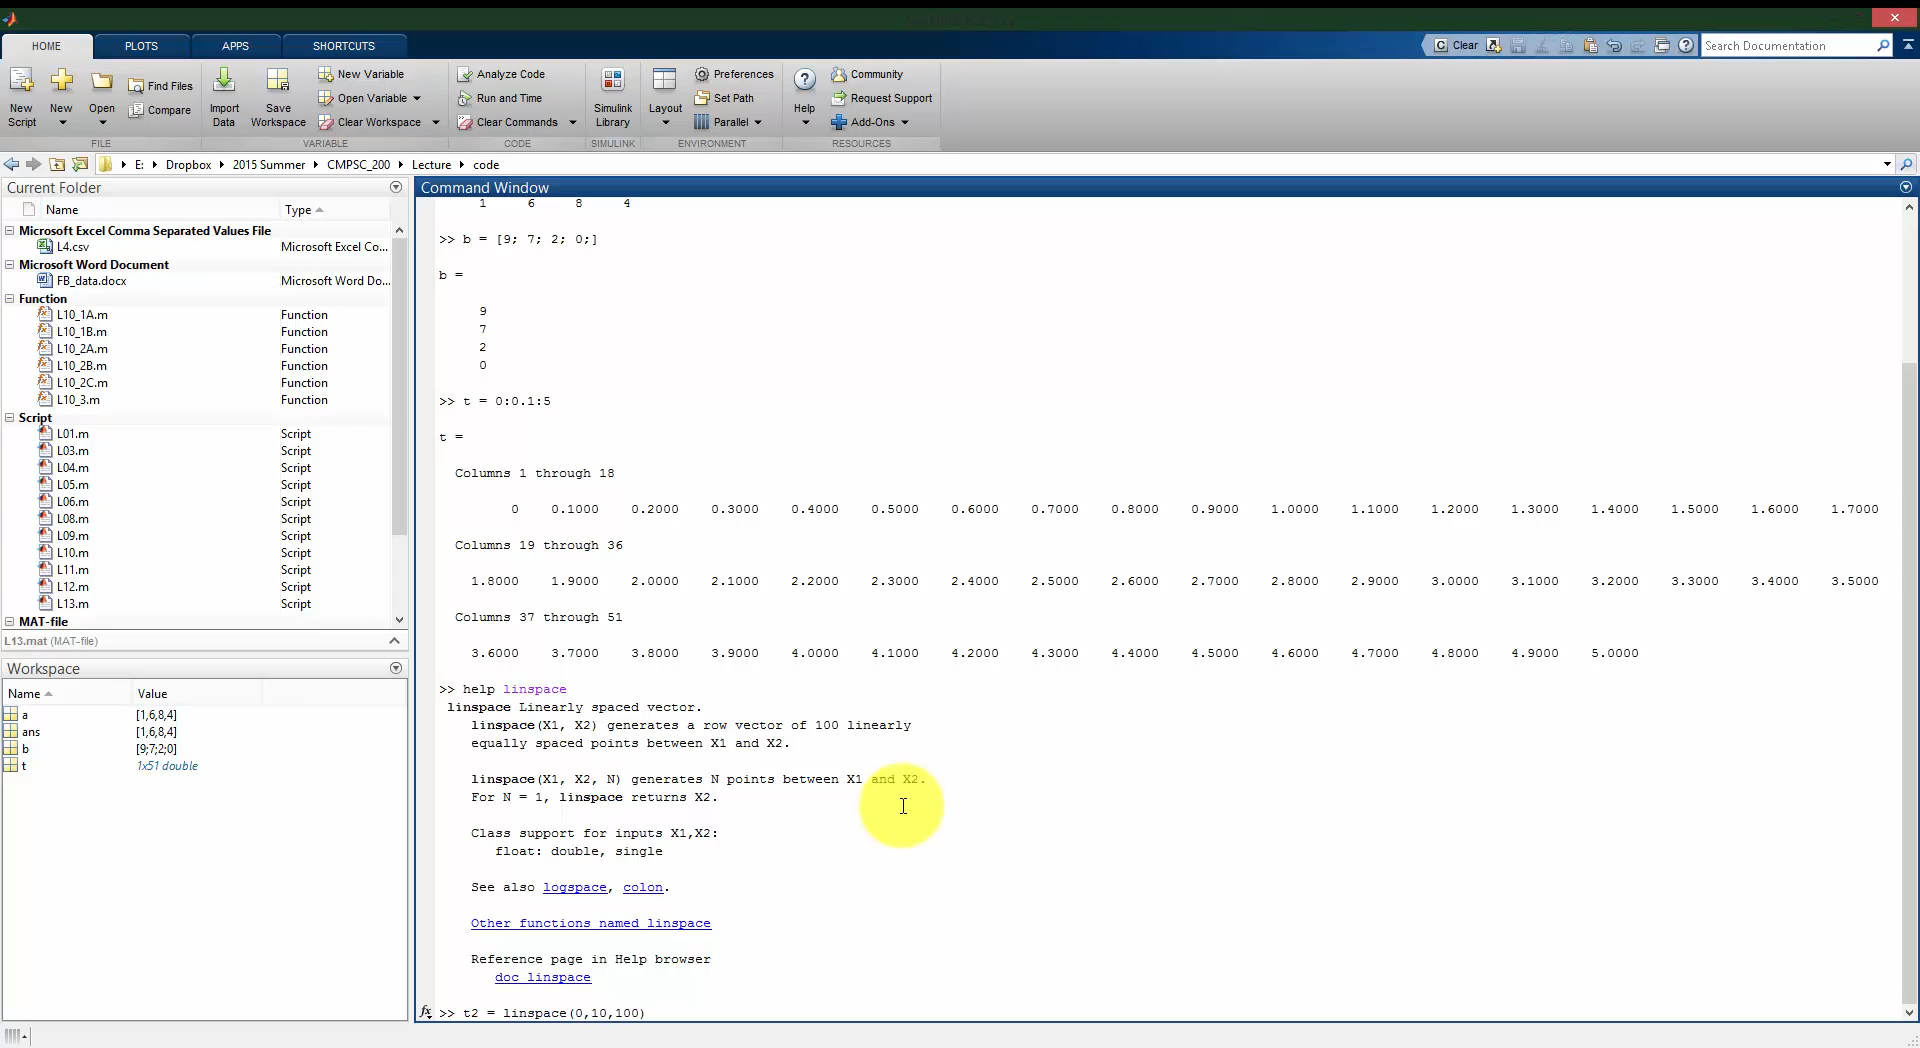 HOME PLOTS APPS SHORTCUTS Clear Search Documentation
New Script New Open Find Files Compare
FILE
Import Data Save Workspace New Variable Open Variable Clear Workspace
VARIABLE
Analyze Code Run and Time Clear Commands
CODE
Simulink Library
SIMULINK
Layout Preferences Set Path Parallel
ENVIRONMENT
Help Community Request Support Add-Ons
RESOURCES
E: Dropbox 2015 Summer CMPSC_200 Lecture code
Current Folder
Name Type
Microsoft Excel Comma Separated Values File
L4.csv Microsoft Excel Co...
Microsoft Word Document
FB_data.docx Microsoft Word Do...
Function
L10_1A.m Function
L10_1B.m Function
L10_2A.m Function
L10_2B.m Function
L10_2C.m Function
L10_3.m Function
Script
L01.m Script
L03.m Script
L04.m Script
L05.m Script
L06.m Script
L08.m Script
L09.m Script
L10.m Script
L11.m Script
L12.m Script
L13.m Script
MAT-file
L13.mat (MAT-file)
Workspace
Name Value
a [1,6,8,4]
ans [1,6,8,4]
b [9;7;2;0]
t 1x51 double
Command Window
1 6 8 4
>> b = [9; 7; 2; 0;]
b =
9
7
2
0
>> t = 0:0.1:5
t =
Columns 1 through 18
0 0.1000 0.2000 0.3000 0.4000 0.5000 0.6000 0.7000 0.8000 0.9000 1.0000 1.1000 1.2000 1.3000 1.4000 1.5000 1.6000 1.7000
Columns 19 through 36
1.8000 1.9000 2.0000 2.1000 2.2000 2.3000 2.4000 2.5000 2.6000 2.7000 2.8000 2.9000 3.0000 3.1000 3.2000 3.3000 3.4000 3.5000
Columns 37 through 51
3.6000 3.7000 3.8000 3.9000 4.0000 4.1000 4.2000 4.3000 4.4000 4.5000 4.6000 4.7000 4.8000 4.9000 5.0000
>> help linspace
linspace Linearly spaced vector.
linspace(X1, X2) generates a row vector of 100 linearly
equally spaced points between X1 and X2.
linspace(X1, X2, N) generates N points between X1 and X2.
For N = 1, linspace returns X2.
Class support for inputs X1,X2:
float: double, single
See also logspace, colon.
Other functions named linspace
Reference page in Help browser
doc linspace
fx >> t2 = linspace(0,10,100)